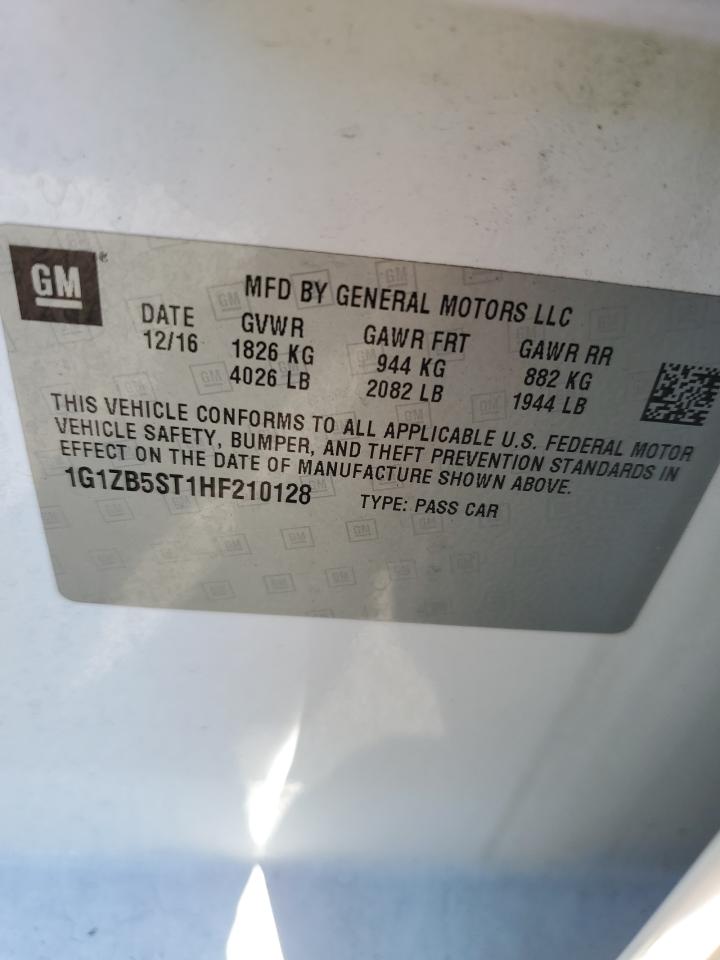 GM®
MFD BY GENERAL MOTORS LLC
DATE GVWR GAWR FRT GAWR RR
12/16 1826 KG 944 KG 882 KG
4026 LB 2082 LB 1944 LB
THIS VEHICLE CONFORMS TO ALL APPLICABLE U.S. FEDERAL MOTOR
VEHICLE SAFETY, BUMPER, AND THEFT PREVENTION STANDARDS IN
EFFECT ON THE DATE OF MANUFACTURE SHOWN ABOVE.
1G1ZB5ST1HF210128 TYPE: PASS CAR